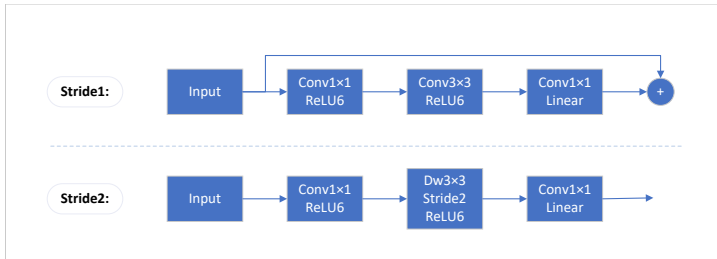 Stride1:
Input
Conv1×1
ReLU6
Conv3×3
ReLU6
Conv1×1
Linear
+
Stride2:
Input
Conv1×1
ReLU6
Dw3×3
Stride2
ReLU6
Conv1×1
Linear